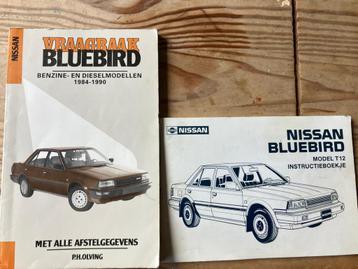 NISSAN
VRAAGBAAK
BLUEBIRD
BENZINE- EN DIESELMODELLEN
1984-1990
MET ALLE AFSTELGEGEVENS
P.H.OLVING
NISSAN
NISSAN
BLUEBIRD
MODEL T12
INSTRUCTIEBOEKJE